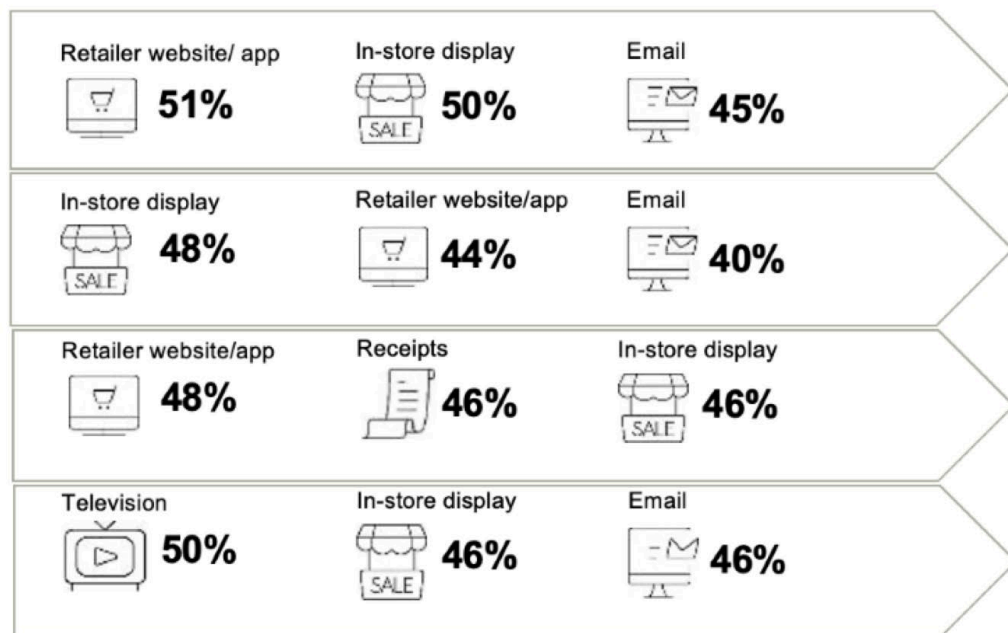 Retailer website/ app In-store display Email
51% 50% 45%
SALE
In-store display Retailer website/app Email
48% 44% 40%
SALE
Retailer website/app Receipts In-store display
48% 46% 46%
SALE
Television In-store display Email
50% 46% 46%
SALE